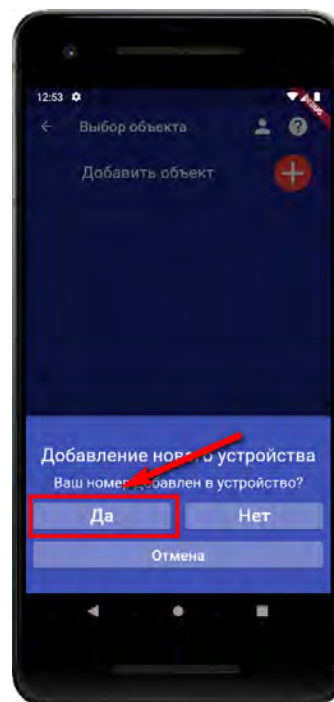 12:53
Выбор объекта
Добавить объект
Добавление нового устройства
Ваш номер добавлен в устройство?
Да
Нет
Отмена